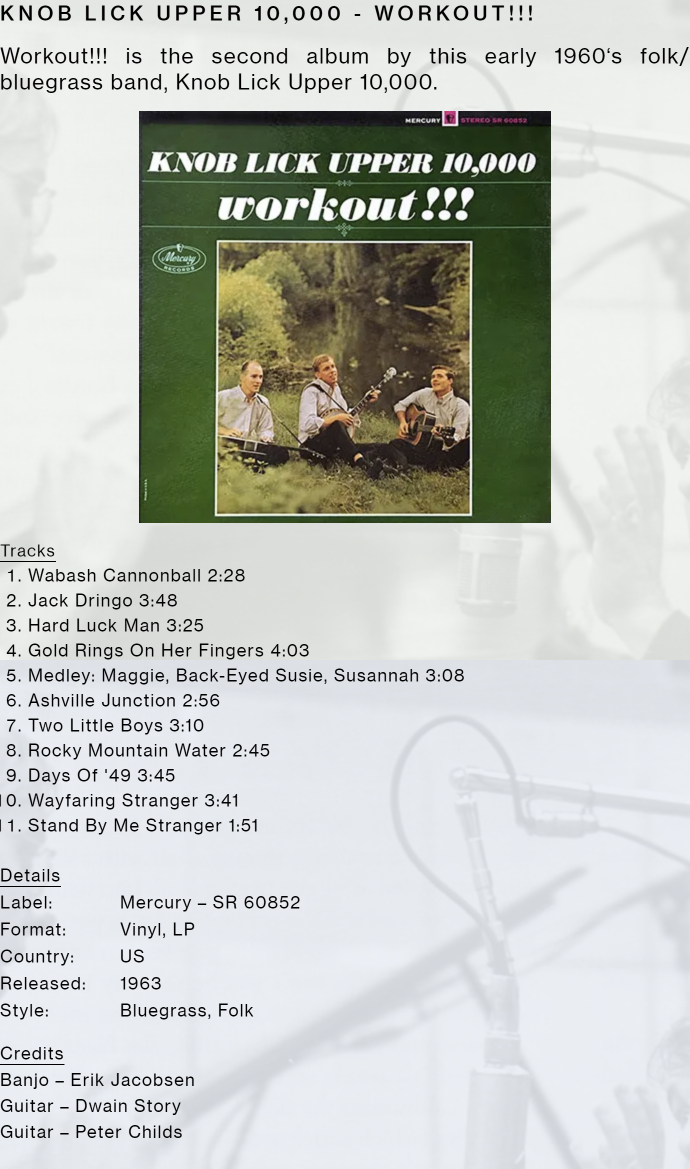 KNOB LICK UPPER 10,000 - WORKOUT!!!
Workout!!! is the second album by this early 1960‘s folk/
bluegrass band, Knob Lick Upper 10,000.
MERCURY STEREO SR 60852
KNOB LICK UPPER 10,000
workout!!!
Mercury
RECORDS
Tracks
1. Wabash Cannonball 2:28
2. Jack Dringo 3:48
3. Hard Luck Man 3:25
4. Gold Rings On Her Fingers 4:03
5. Medley: Maggie, Back-Eyed Susie, Susannah 3:08
6. Ashville Junction 2:56
7. Two Little Boys 3:10
8. Rocky Mountain Water 2:45
9. Days Of '49 3:45
10. Wayfaring Stranger 3:41
11. Stand By Me Stranger 1:51
Details
Label: Mercury – SR 60852
Format: Vinyl, LP
Country: US
Released: 1963
Style: Bluegrass, Folk
Credits
Banjo – Erik Jacobsen
Guitar – Dwain Story
Guitar – Peter Childs